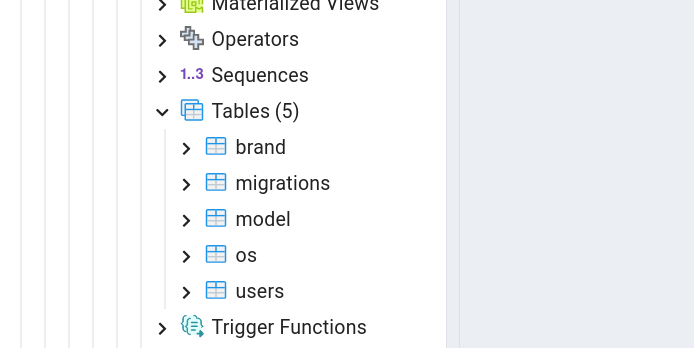 Materialized Views
Operators
1..3 Sequences
Tables (5)
brand
migrations
model
os
users
Trigger Functions